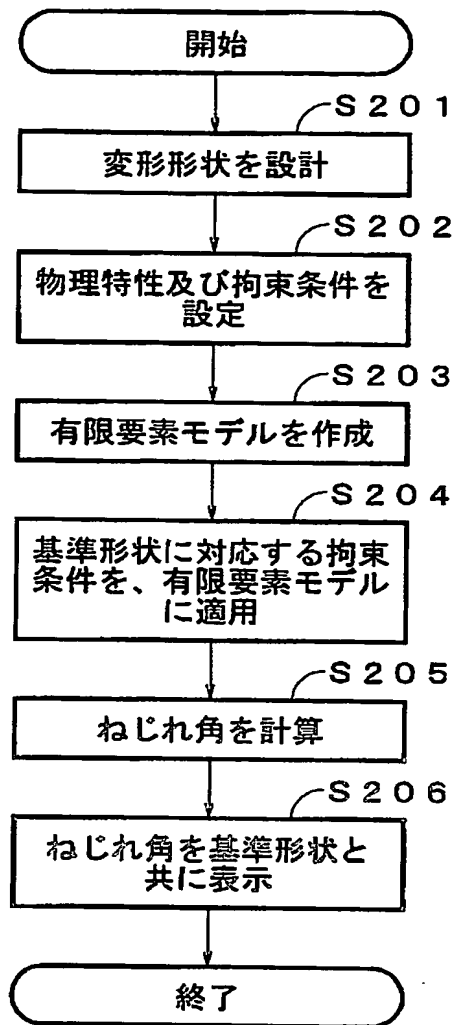 開始
S201
変形形状を設計
S202
物理特性及び拘束条件を
設定
S203
有限要素モデルを作成
S204
基準形状に対応する拘束
条件を、有限要素モデル
に適用
S205
ねじれ角を計算
S206
ねじれ角を基準形状と
共に表示
終了